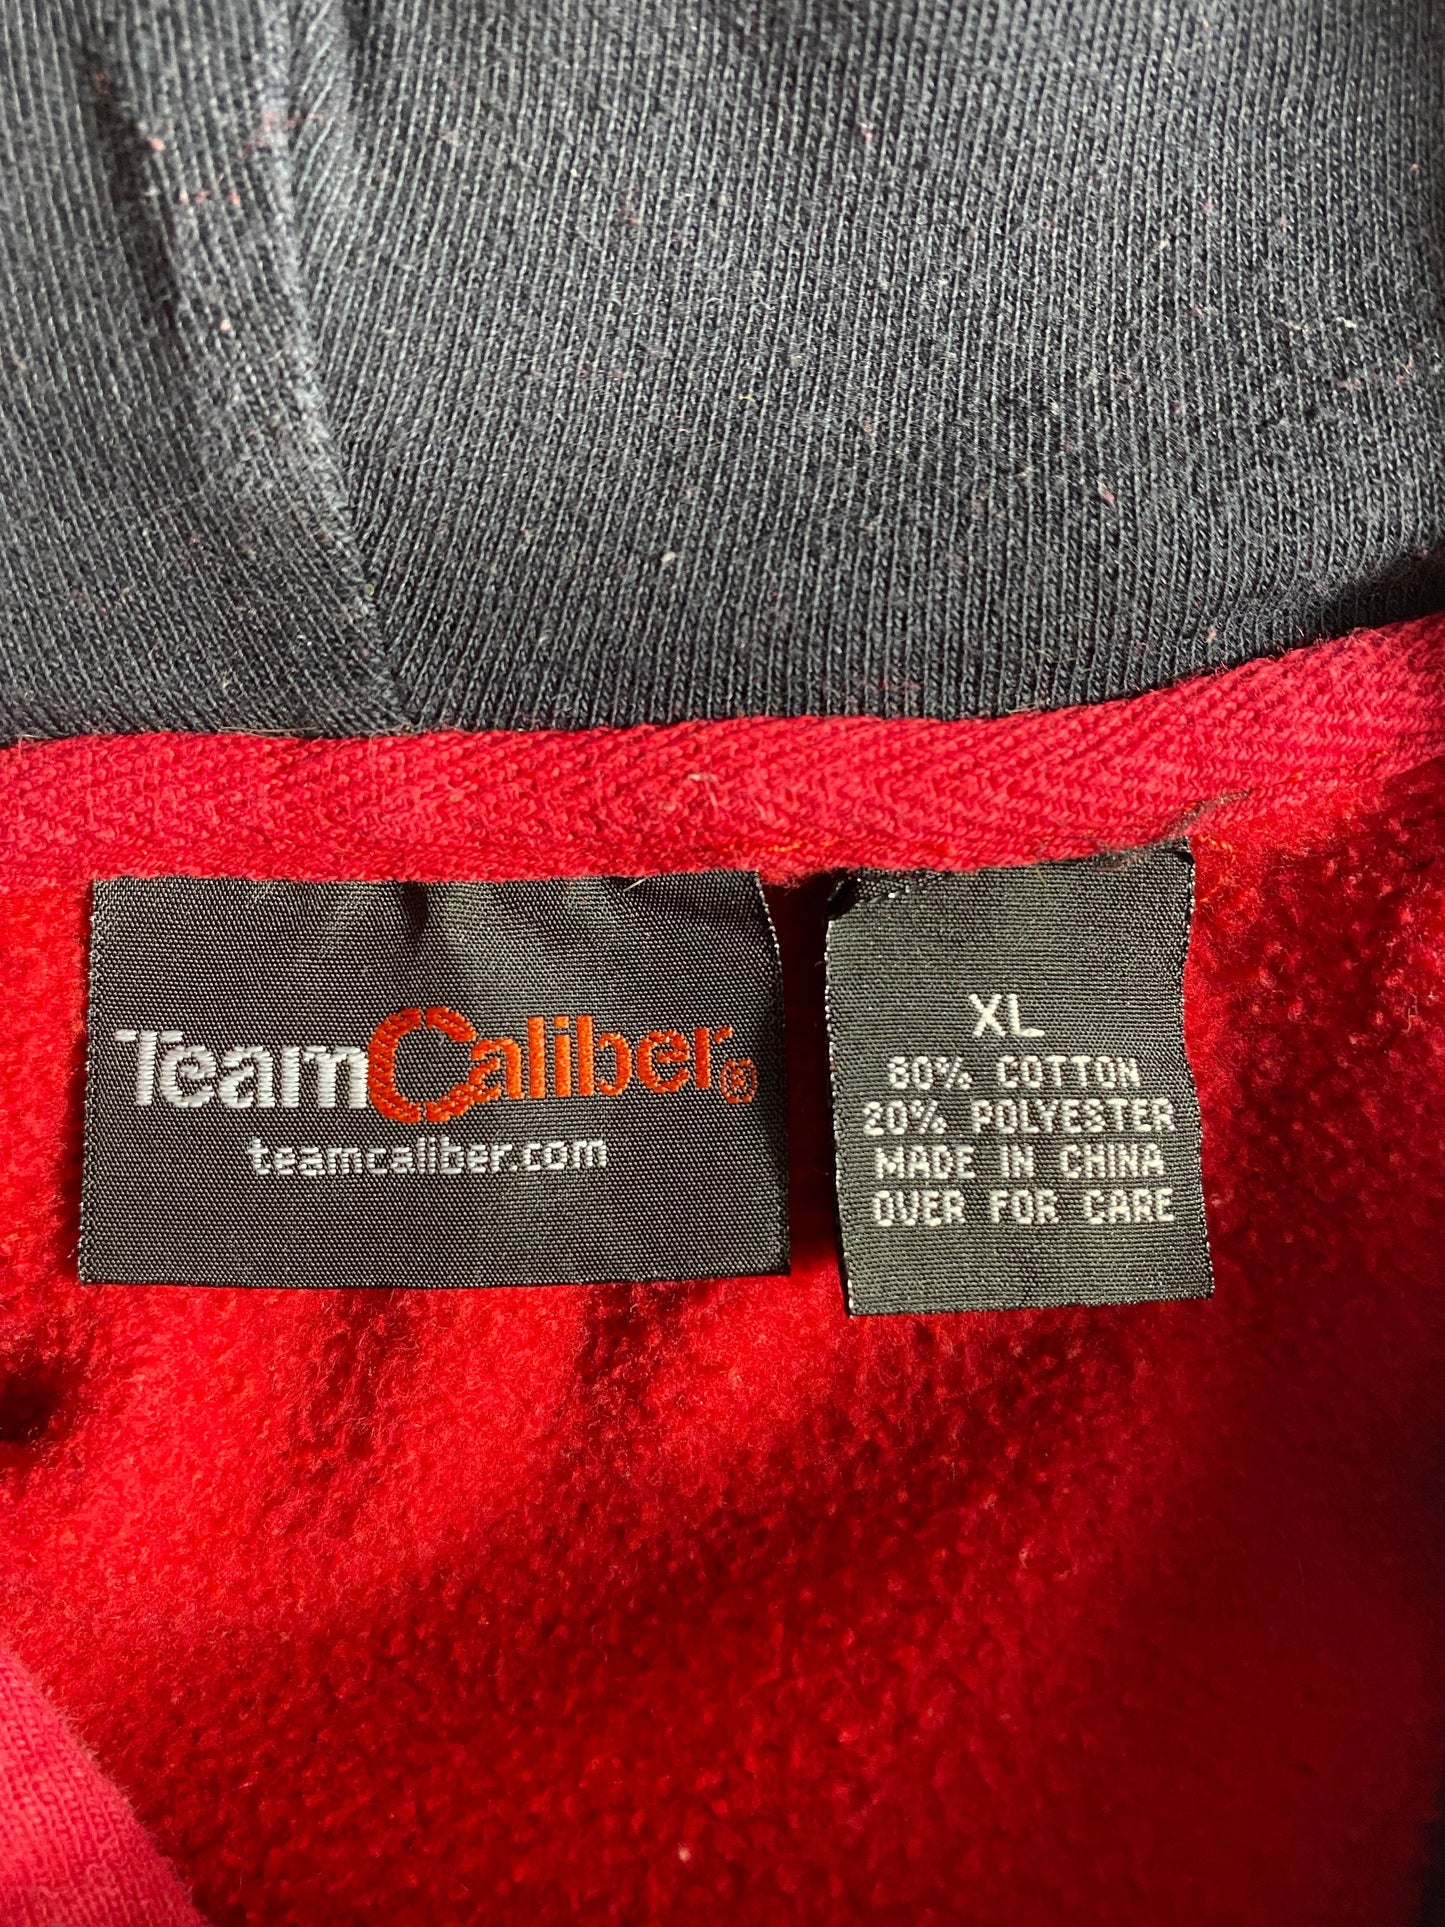 TeamCaliber®
teamcaliber.com
XL
80% COTTON
20% POLYESTER
MADE IN CHINA
OVER FOR CARE